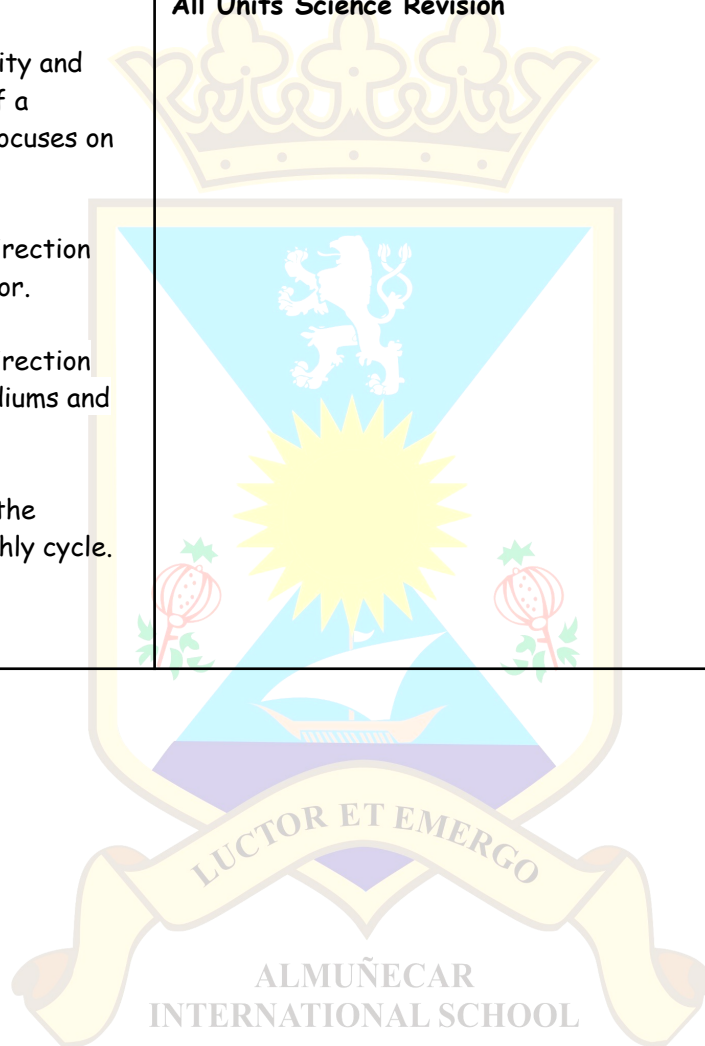 All Units Science Revision
ity and
f a
ocuses on
rection
or.
rection
diums and
the
hly cycle.
LUCTOR ET EMERGO
ALMUÑECAR
INTERNATIONAL SCHOOL